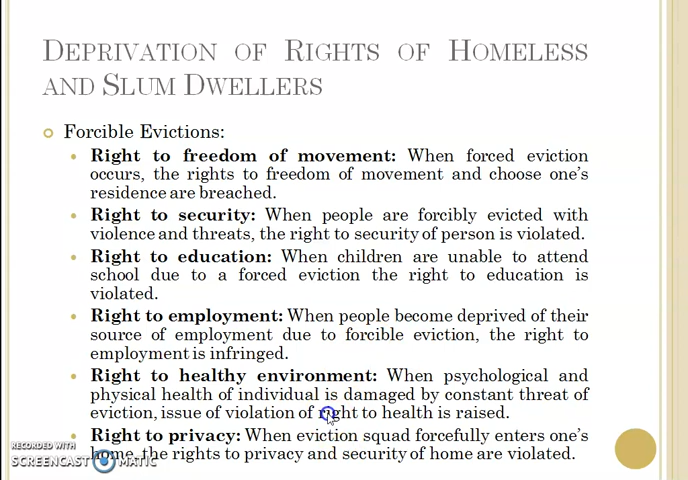 DEPRIVATION OF RIGHTS OF HOMELESS
AND SLUM DWELLERS
Forcible Evictions:
Right to freedom of movement: When forced eviction
occurs, the rights to freedom of movement and choose one's
residence are breached.
Right to security: When people are forcibly evicted with
violence and threats, the right to security of person is violated.
Right to education: When children are unable to attend
school due to a forced eviction the right to education is
violated.
Right to employment: When people become deprived of their
source of employment due to forcible eviction, the right to
employment is infringed.
Right to healthy environment: When psychological and
physical health of individual is damaged by constant threat of
eviction, issue of violation of right to health is raised.
Right to privacy: When eviction squad forcefully enters one's
home, the rights to privacy and security of home are violated.
RECORDED WITH
SCREENCAST MATIC